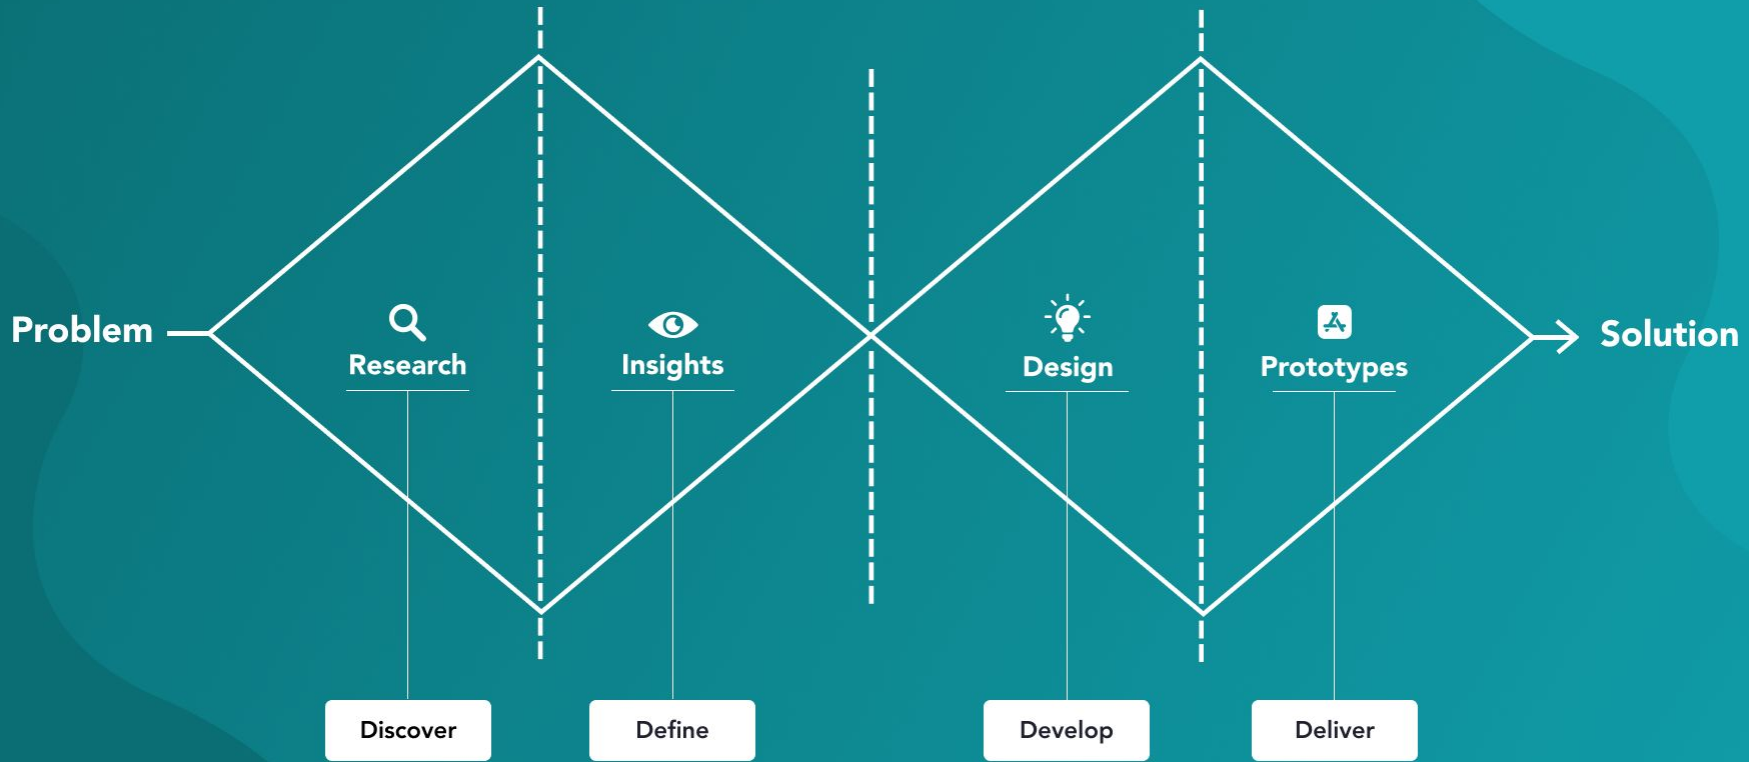 Problem
Research
Insights
Design
Prototypes
Solution
Discover
Define
Develop
Deliver